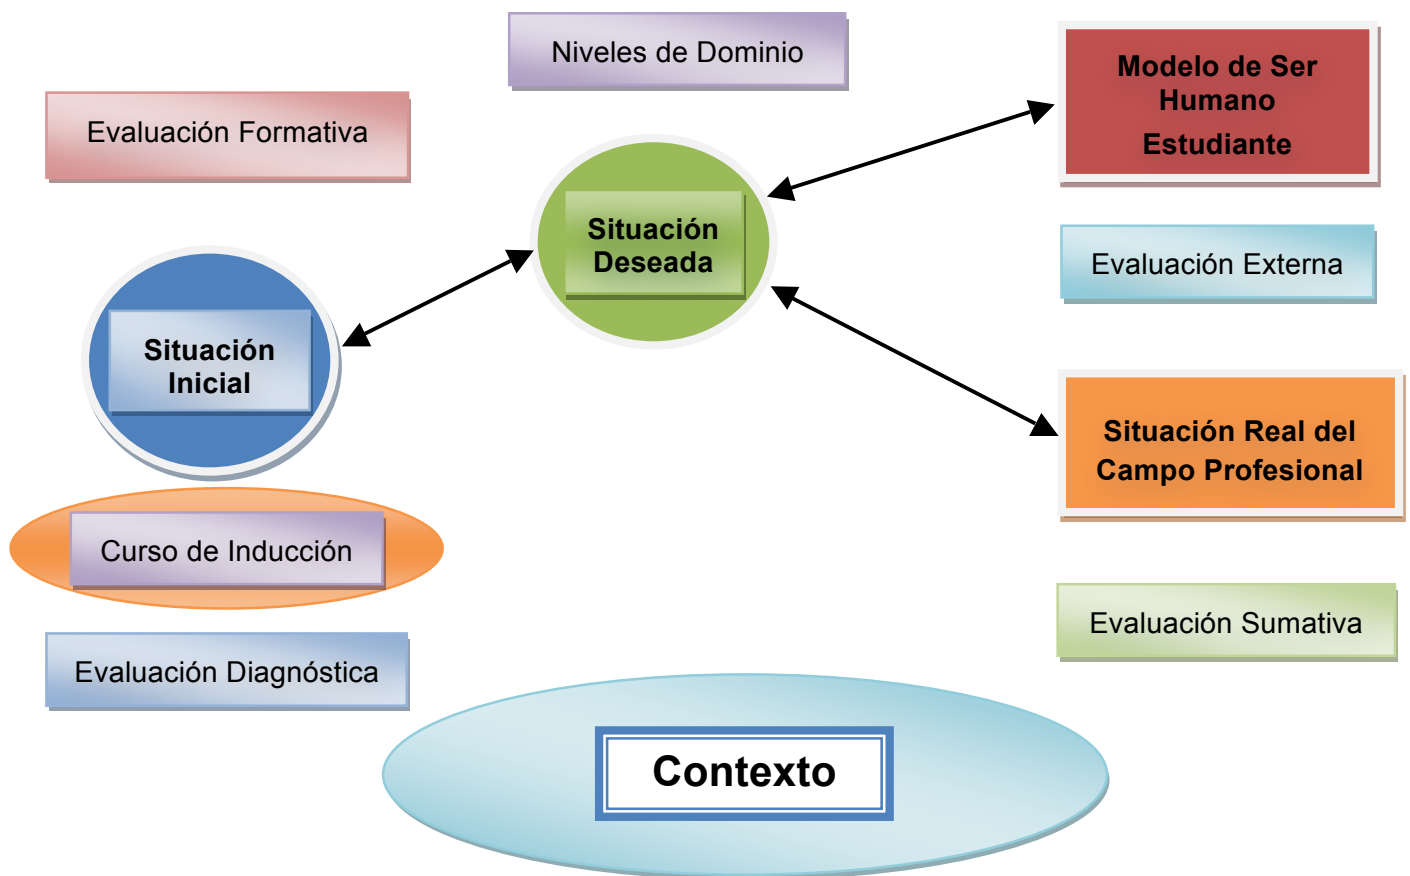 Niveles de Dominio
Modelo de Ser
Humano
Estudiante
Evaluación Formativa
Situación
Deseada
Evaluación Externa
Situación
Inicial
Situación Real del
Campo Profesional
Curso de Inducción
Evaluación Sumativa
Evaluación Diagnóstica
Contexto